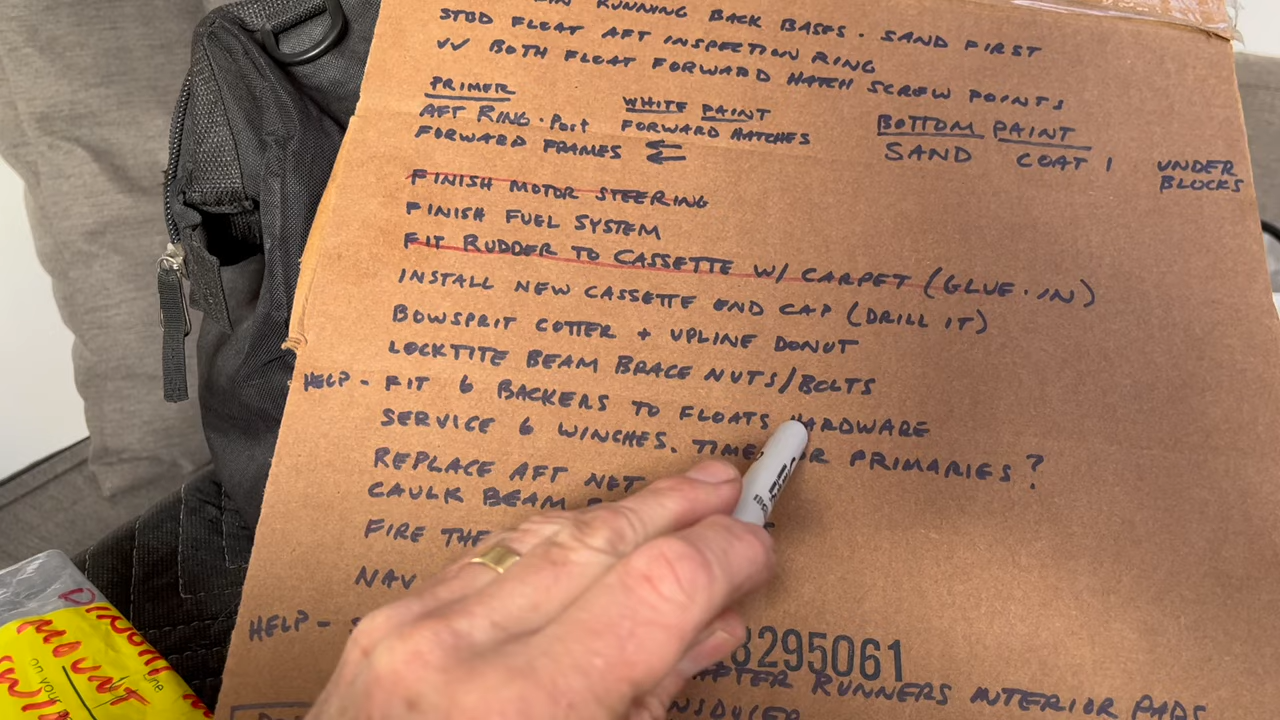 RUNNING BACK BASES. SAND FIRST
STBD FLOAT AFT INSPECTION RING
VV BOTH FLOAT FORWARD HATCH SCREW POINTS
PRIMER
AFT RING. Port
FORWARD FRAMES
WHITE PAINT
FORWARD HATCHES
BOTTOM PAINT
SAND COAT 1 UNDER
BLOCKS
FINISH MOTOR STEERING
FINISH FUEL SYSTEM
FIT RUDDER TO CASSETTE W/ CARPET (GLUE.IN)
INSTALL NEW CASSETTE END CAP (DRILL IT)
BOWSPRIT COTTER + UPLINE DONUT
LOCKTITE BEAM BRACE NUTS/BOLTS
HELP - FIT 6 BACKERS TO FLOATS HARDWARE
SERVICE 6 WINCHES. TIME PRIMARIES?
REPLACE AFT NET
CAULK BEAM
FIRE THE
NAV
HELP -
8295061
RUNNERS INTERIOR PADS
MOUNT
on you